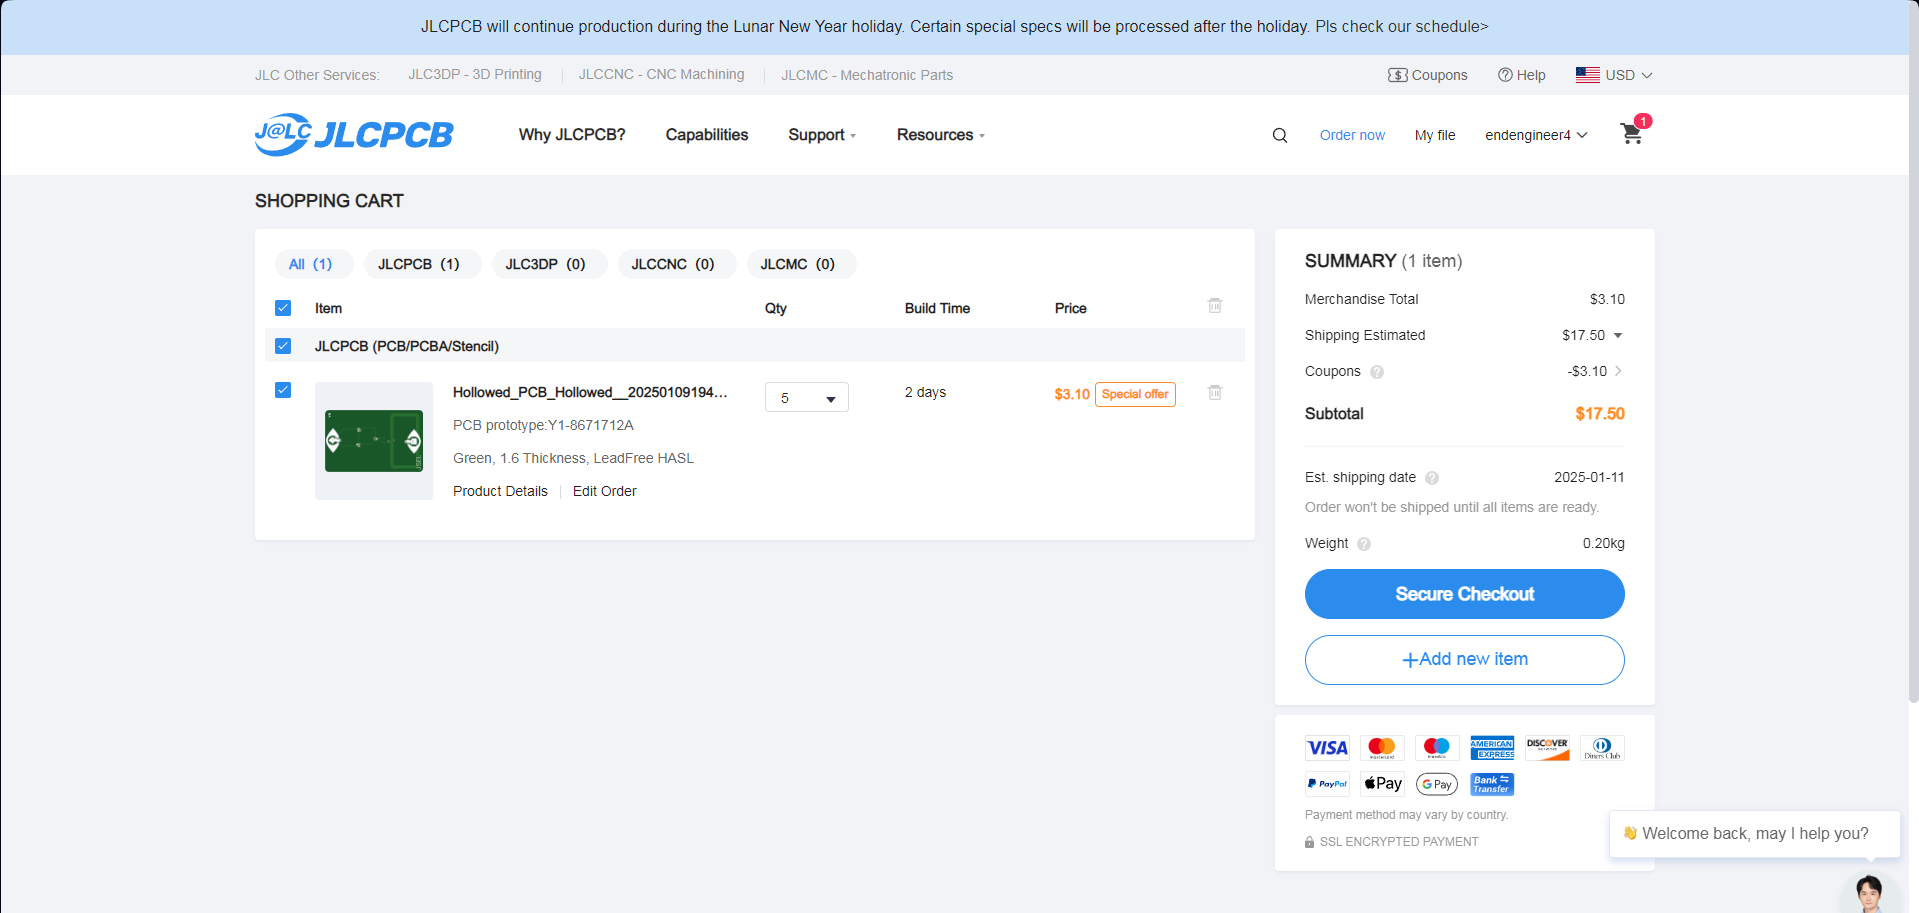 JLCPCB will continue production during the Lunar New Year holiday. Certain special specs will be processed after the holiday. Pls check our schedule>
JLC Other Services: JLC3DP - 3D Printing JLCCNC - CNC Machining JLCMC - Mechatronic Parts
Coupons Help USD
J@LC JLCPCB Why JLCPCB? Capabilities Support Resources Order now My file endengineer4 1
SHOPPING CART
All (1) JLCPCB (1) JLC3DP (0) JLCCNC (0) JLCMC (0)
Item Qty Build Time Price
JLCPCB (PCB/PCBA/Stencil)
Hollowed_PCB_Hollowed__20250109194... 5 2 days $3.10 Special offer
PCB prototype:Y1-8671712A
Green, 1.6 Thickness, LeadFree HASL
Product Details Edit Order
SUMMARY (1 item)
Merchandise Total $3.10
Shipping Estimated $17.50
Coupons ? -$3.10
Subtotal $17.50
Est. shipping date ? 2025-01-11
Order won't be shipped until all items are ready.
Weight ? 0.20kg
Secure Checkout
+Add new item
VISA mastercard maestro AMERICAN EXPRESS DISCOVER Diners Club
PayPal Pay G Pay Bank Transfer
Payment method may vary by country.
SSL ENCRYPTED PAYMENT
👋 Welcome back, may I help you?